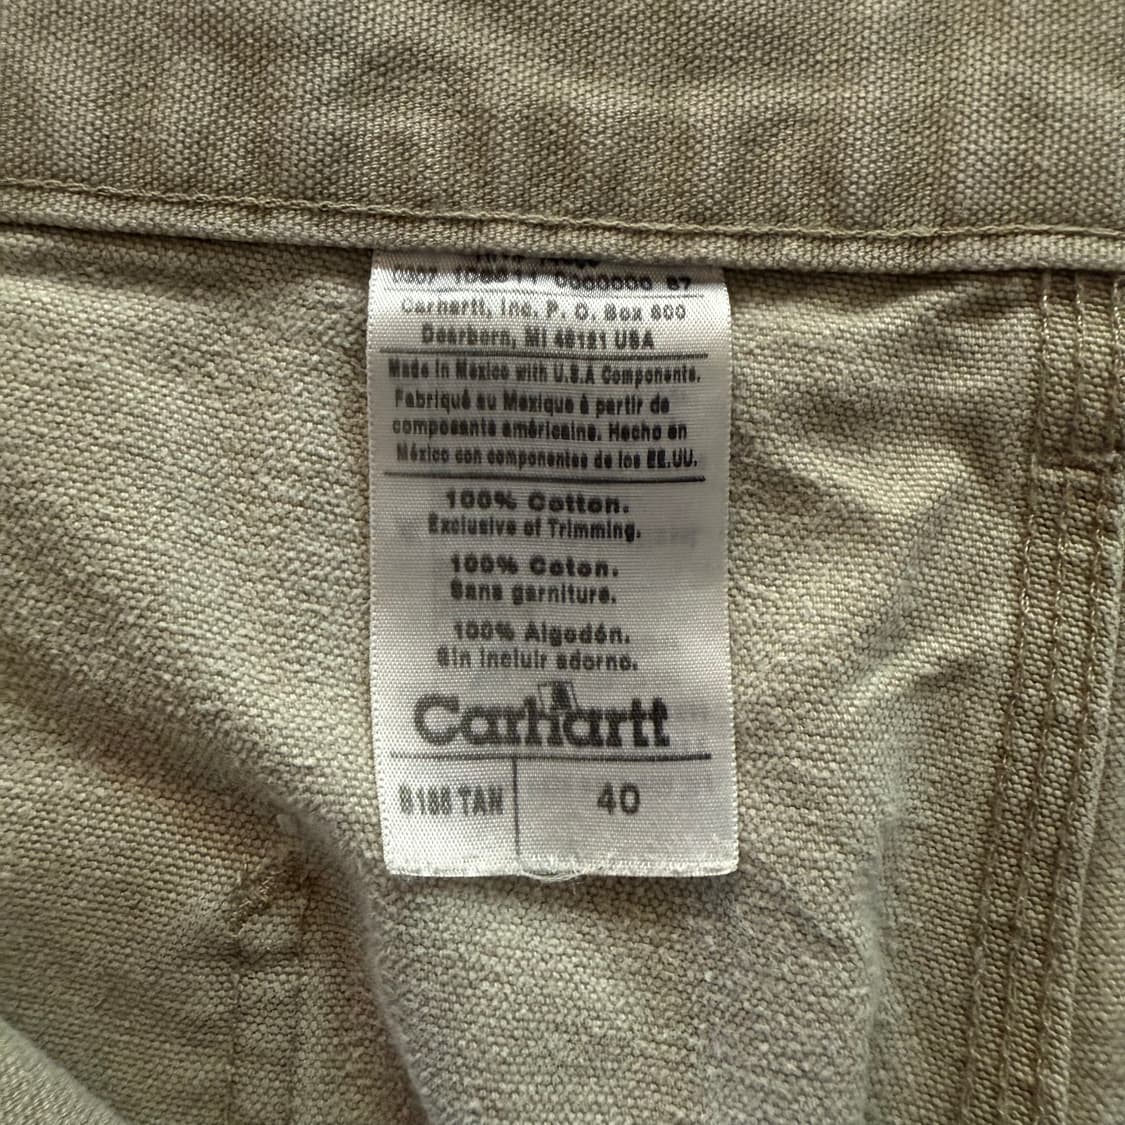 0000000 87
Carhartt, Inc. P. O. Box 600
Dearborn, MI 48121 USA
Made in Mexico with U.S.A Components.
Fabriqué au Mexique à partir de
composants américains. Hecho en
México con componentes de los EE.UU.
100% Cotton.
Exclusive of Trimming.
100% Coton.
Sans garniture.
100% Algodón.
Sin incluir adorno.
Carhartt
TAN
40